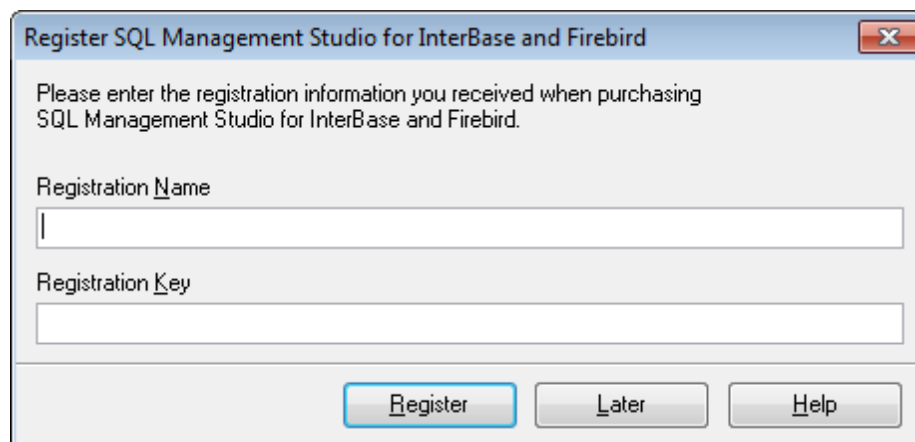 Register SQL Management Studio for InterBase and Firebird
Please enter the registration information you received when purchasing
SQL Management Studio for InterBase and Firebird.
Registration Name
Registration Key
Register Later Help